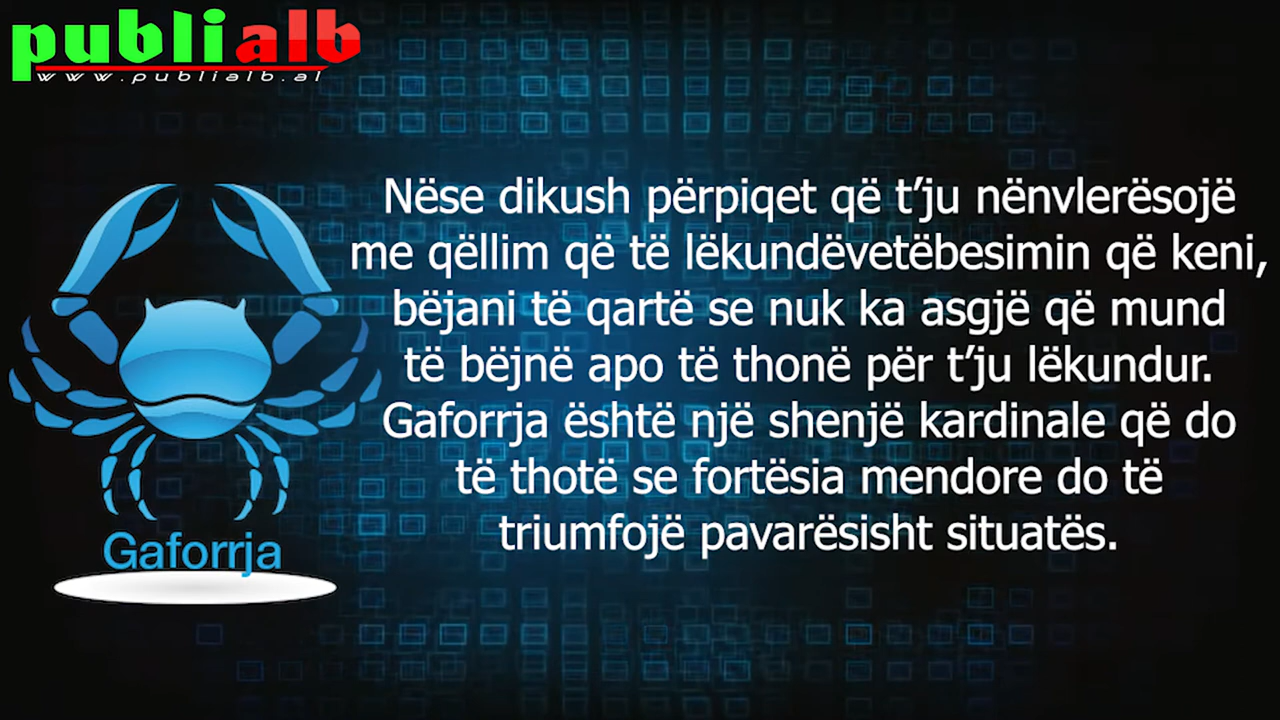 publialb
www.publialb.al
Nëse dikush përpiqet që t’ju nënvlerësojë
me qëllim që të lëkundëvetëbesimin që keni,
bëjani të qartë se nuk ka asgjë që mund
të bëjnë apo të thonë për t’ju lëkundur.
Gaforrja është një shenjë kardinale që do
të thotë se fortësia mendore do të
triumfojë pavarësisht situatës.
Gaforrja